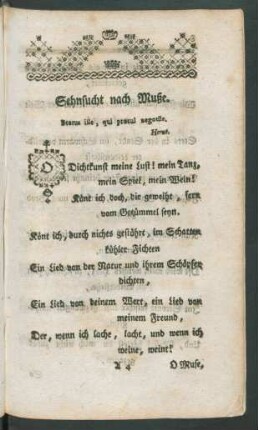 Sehnsucht nach Muße.
Beatus ille, qui procul negotiis.
Horat.
O Dichtkunst meine Lust! mein Tanz,
mein Spiel, mein Wein!
Könt ich doch, dir geweiht, fern
vom Getümmel seyn.
Könt ich, durch nichts gestöhrt, im Schatten
kühler Fichten
Ein Lied von der Natur und ihrem Schöpfer
dichten,
Ein Lied von deinem Wert, ein Lied von
meinem Freund,
Der, wenn ich lache, lacht, und wenn ich
weine, weint!
A 4
O Muse,